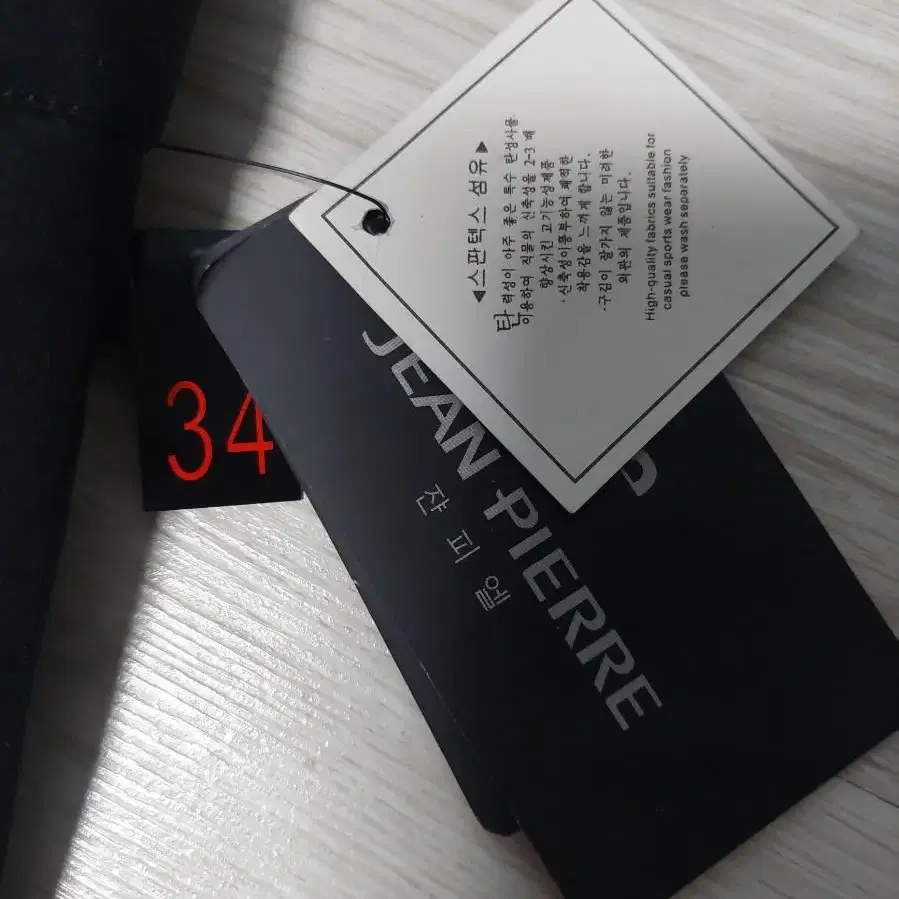 ◀스판텍스 섬유▶
탄력성이 아주 좋은 특수 탄성사를
이용하여 직물의 신축성을 2-3 배
향상시킨 고기능성제품
·신축성이풍부하여 쾌적한
착용감을 느끼게 합니다.
·구김이 잘가지 않는 미려한
외관의 제품입니다.
High-quality fabrics suitable for
casual sports wear fashion
please wash separately
34
JEAN PIERRE
쟌피엘